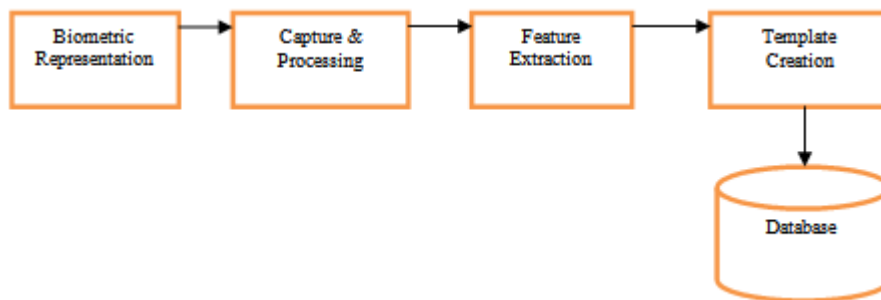 Biometric
Representation
Capture &
Processing
Feature
Extraction
Template
Creation
Database